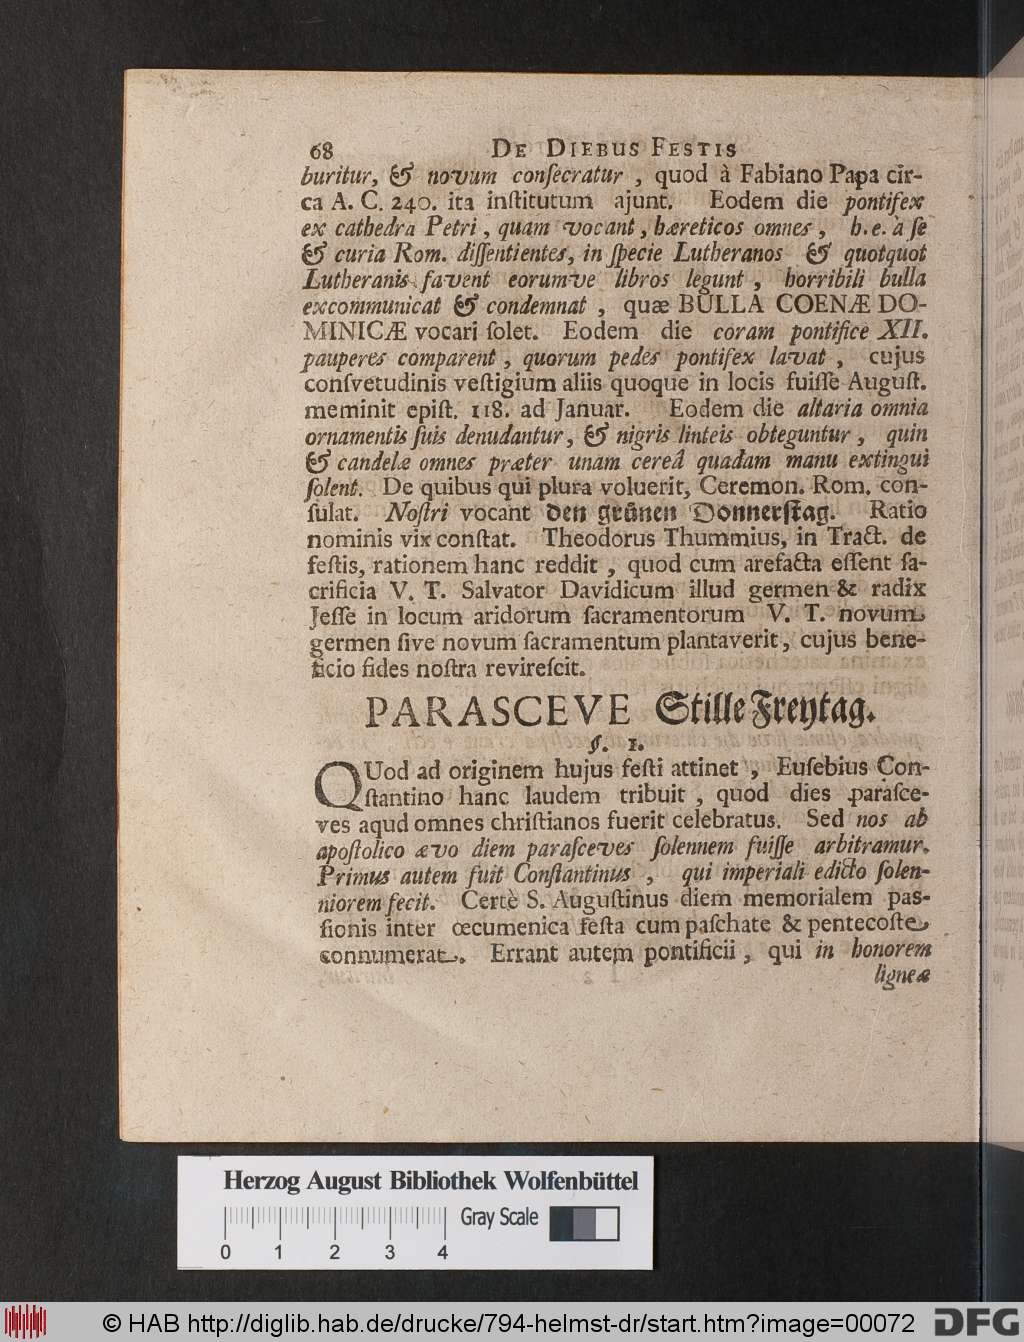 68 DE DIEBUS FESTIS
buritur, & novum conſecratur, quod à Fabiano Papa cir-
ca A. C. 240. ita inſtitutum ajunt. Eodem die pontifex
ex cathedra Petri, quam vocant, hæreticos omnes, h. e. à ſe
& curia Rom. diſſentientes, in ſpecie Lutheranos & quotquot
Lutheranis favent eorumve libros legunt, horribili bulla
excommunicat & condemnat, quæ BULLA COENÆ DO-
MINICÆ vocari ſolet. Eodem die coram pontifice XII.
pauperes comparent, quorum pedes pontifex lavat, cujus
conſvetudinis veſtigium aliis quoque in locis fuiſſe Auguſt.
meminit epiſt. 118. ad Januar. Eodem die altaria omnia
ornamentis ſuis denudantur, & nigris linteis obteguntur, quin
& candelæ omnes præter unam cereâ quadam manu extingui
ſolent. De quibus qui plura voluerit, Ceremon. Rom. con-
ſulat. Noſtri vocant den grünen Donnerſtag. Ratio
nominis vix conſtat. Theodorus Thummius, in Tract. de
feſtis, rationem hanc reddit, quod cum arefacta eſſent ſa-
crificia V. T. Salvator Davidicum illud germen & radix
Jeſſe in locum aridorum ſacramentorum V. T. novum
germen ſive novum ſacramentum plantaverit, cujus bene-
ficio fides noſtra revireſcit.
PARASCEVE Stille Freytag.
§. 1.
QUod ad originem hujus feſti attinet, Euſebius Con-
ſtantino hanc laudem tribuit, quod dies paraſce-
ves aqud omnes chriſtianos fuerit celebratus. Sed nos ab
apoſtolico ævo diem paraſceves ſolennem fuiſſe arbitramur.
Primus autem fuit Conſtantinus, qui imperiali edicto ſolen-
niorem fecit. Certè S. Auguſtinus diem memorialem paſ-
ſionis inter œcumenica feſta cum paſchate & pentecoſte
connumerat. Errant autem pontificii, qui in honorem
ligneæ
Herzog August Bibliothek Wolfenbüttel
Gray Scale
0 1 2 3 4
© HAB http://diglib.hab.de/drucke/794-helmst-dr/start.htm?image=00072
DFG